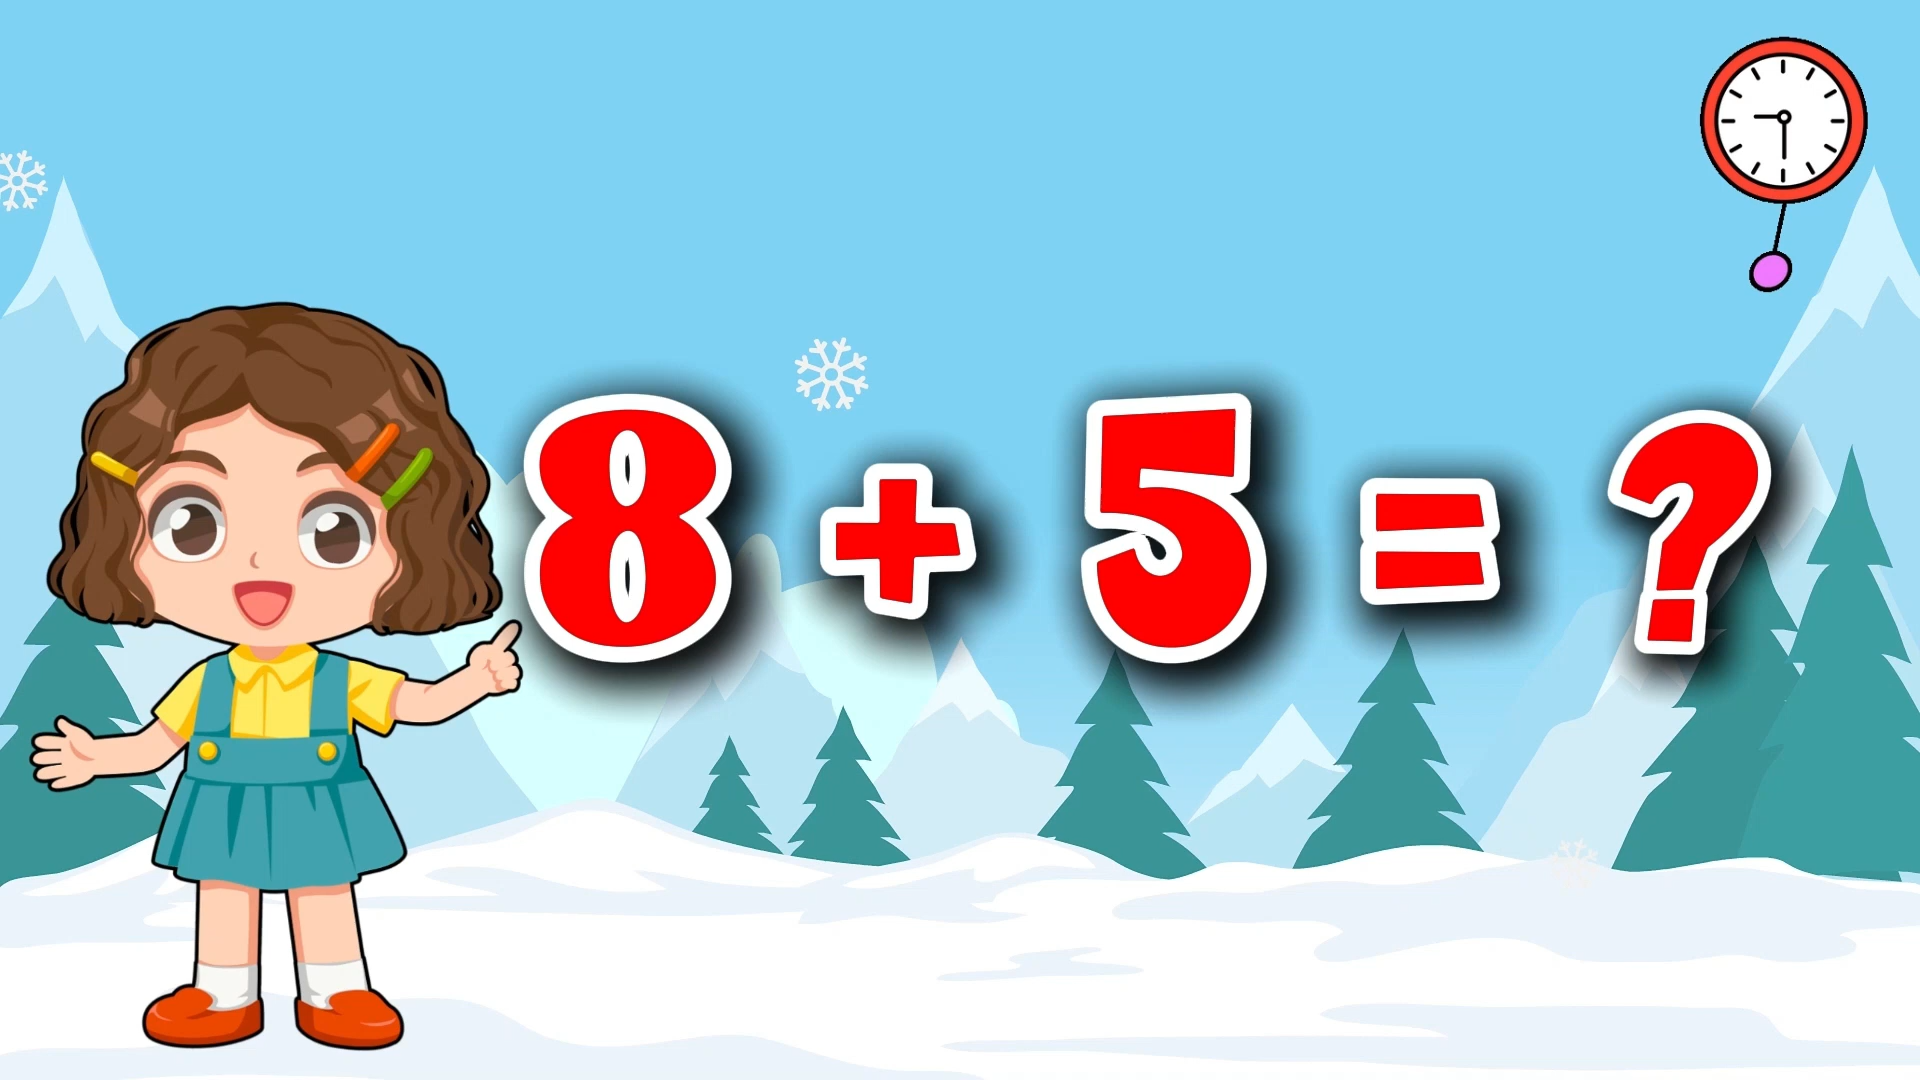 8 + 5 = ?